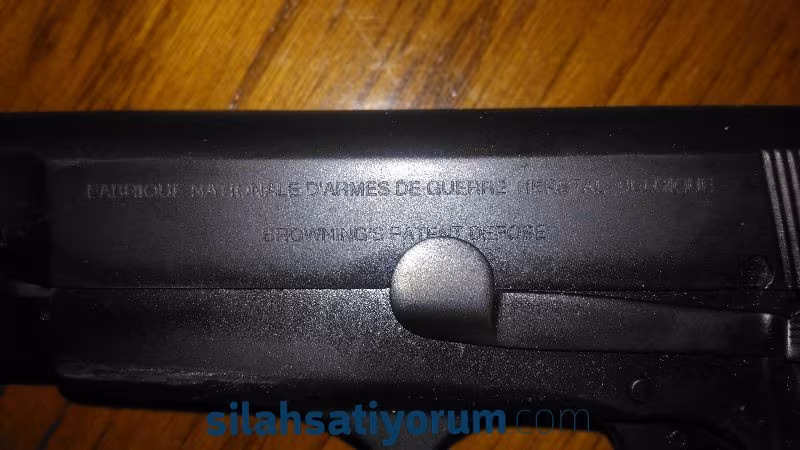 FABRIQUE NATIONALE D'ARMES DE GUERRE HERSTAL BELGIQUE
BROWNING'S PATENT DEPOSE
silahsatiyorum.com